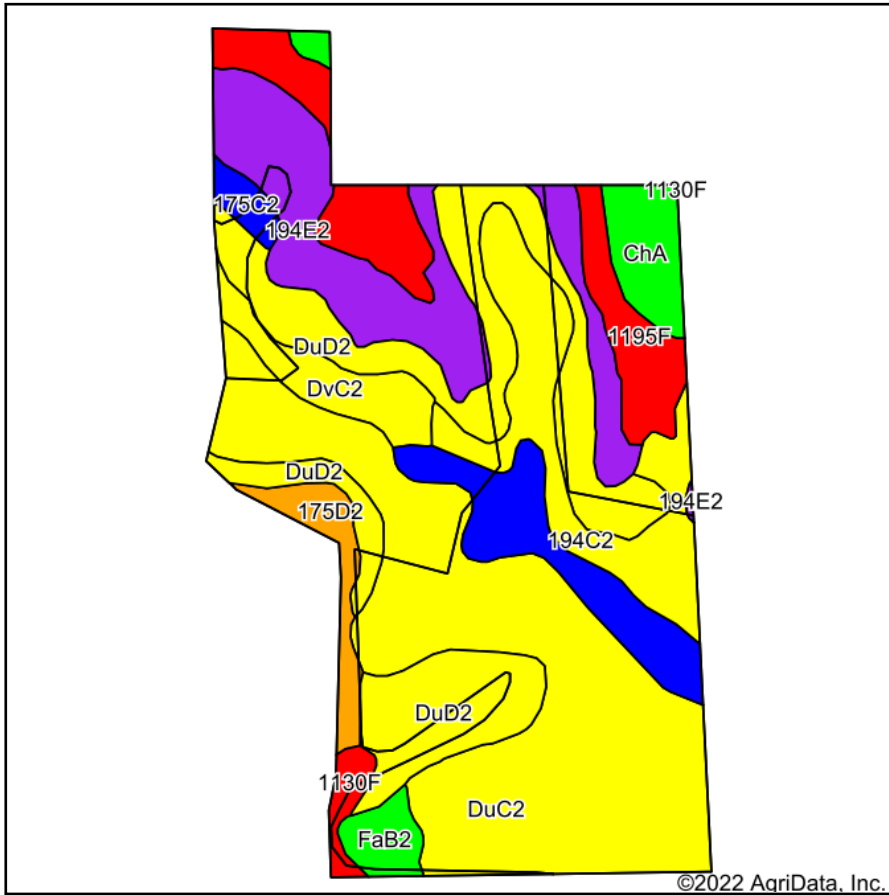 1130F
175C2
194E2
ChA
1195F
DuD2
DvC2
DuD2
194E2
175D2
194C2
DuD2
1130F
DuC2
FaB2
©2022 AgriData, Inc.